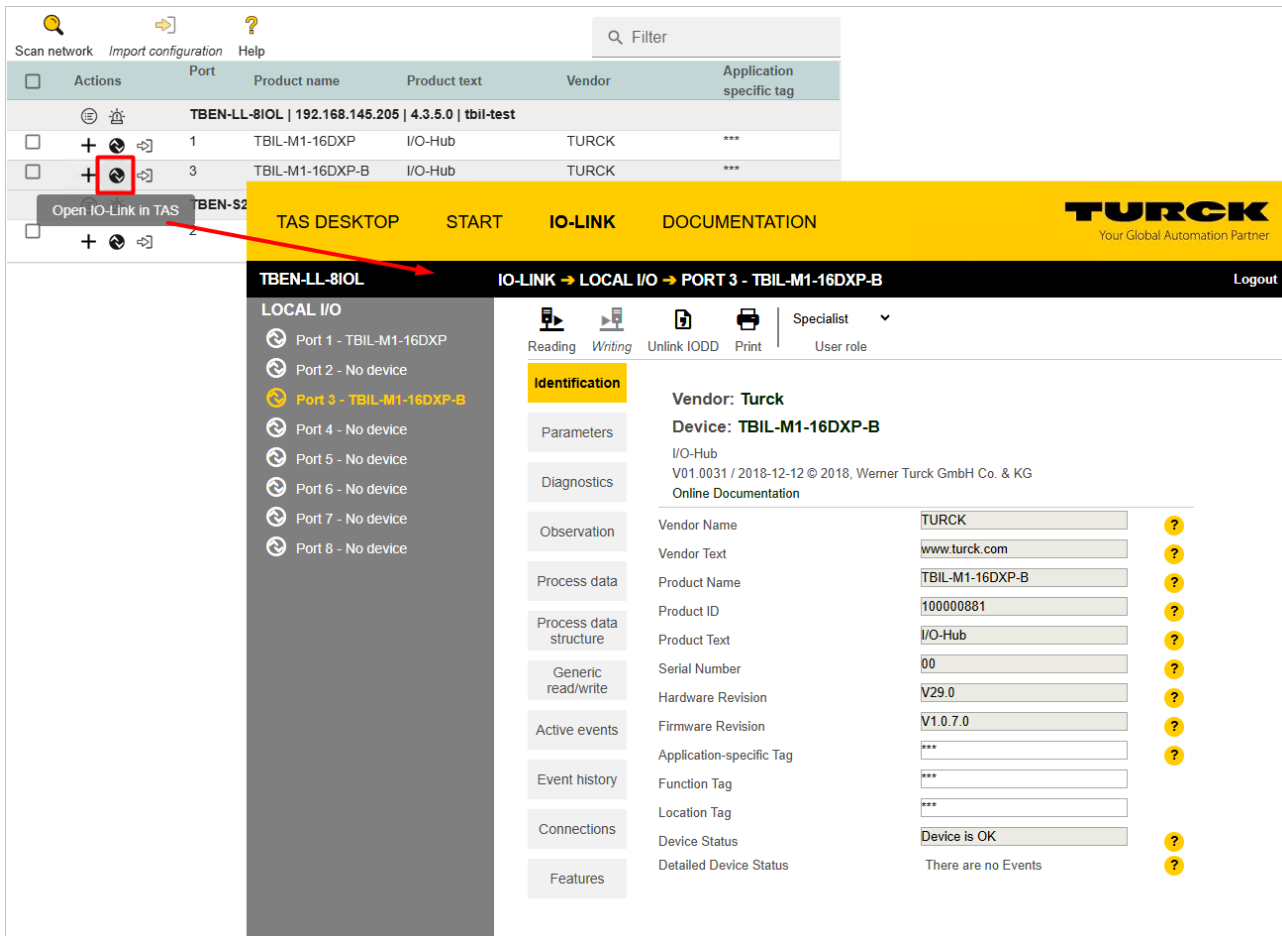 Scan network Import configuration Help
Filter
Actions Port Product name Product text Vendor Application specific tag
TBEN-LL-8IOL | 192.168.145.205 | 4.3.5.0 | tbil-test
1 TBIL-M1-16DXP I/O-Hub TURCK ***
3 TBIL-M1-16DXP-B I/O-Hub TURCK ***
TBEN-S2
Open IO-Link in TAS
2
TAS DESKTOP START IO-LINK DOCUMENTATION
TURCK
Your Global Automation Partner
TBEN-LL-8IOL IO-LINK ➔ LOCAL I/O ➔ PORT 3 - TBIL-M1-16DXP-B Logout
LOCAL I/O
Port 1 - TBIL-M1-16DXP
Port 2 - No device
Port 3 - TBIL-M1-16DXP-B
Port 4 - No device
Port 5 - No device
Port 6 - No device
Port 7 - No device
Port 8 - No device
Reading Writing Unlink IODD Print
Specialist
User role
Identification
Parameters
Diagnostics
Observation
Process data
Process data
structure
Generic
read/write
Active events
Event history
Connections
Features
Vendor: Turck
Device: TBIL-M1-16DXP-B
I/O-Hub
V01.0031 / 2018-12-12 © 2018, Werner Turck GmbH Co. & KG
Online Documentation
Vendor Name TURCK ?
Vendor Text www.turck.com ?
Product Name TBIL-M1-16DXP-B ?
Product ID 100000881 ?
Product Text I/O-Hub ?
Serial Number 00 ?
Hardware Revision V29.0 ?
Firmware Revision V1.0.7.0 ?
Application-specific Tag *** ?
Function Tag ***
Location Tag ***
Device Status Device is OK ?
Detailed Device Status There are no Events ?